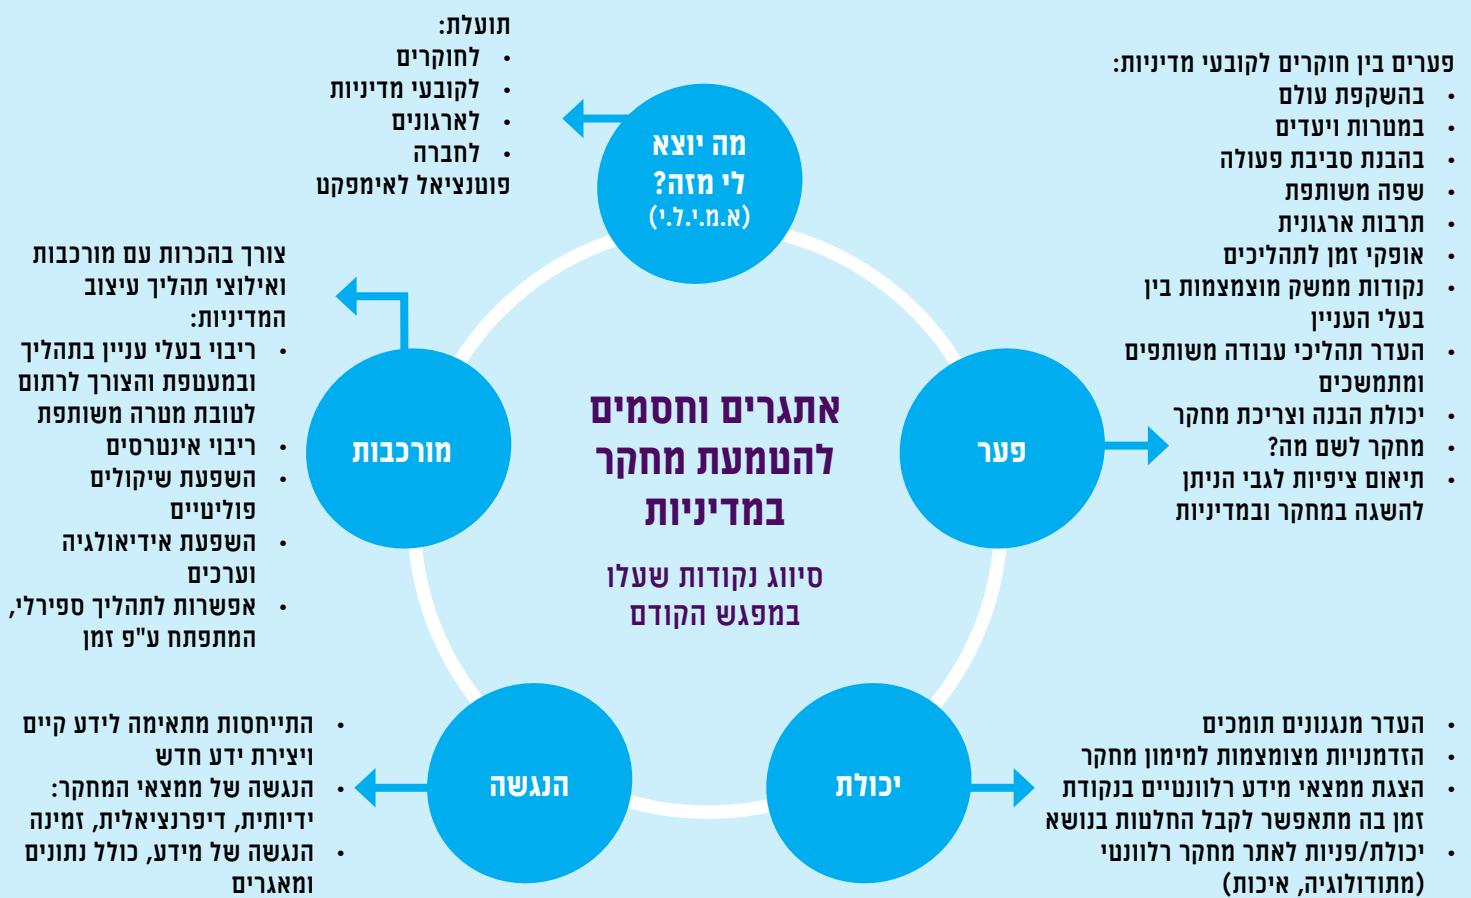 תועלת:
• לחוקרים
• לקובעי מדיניות
• לארגונים
• לחברה
פוטנציאל לאימפקט
מה יוצא
לי מזה?
(א.מ.י.ל.י)
פערים בין חוקרים לקובעי מדיניות:
• בהשקפת עולם
• במטרות ויעדים
• בהבנת סביבת פעולה
• שפה משותפת
• תרבות ארגונית
• אופקי זמן לתהליכים
• נקודות ממשק מוצמצמות בין
בעלי העניין
• העדר תהליכי עבודה משותפים
ומתמשכים
• יכולת הבנה וצריכת מחקר
• מחקר לשם מה?
• תיאום ציפיות לגבי הניתן
להשגה במחקר ובמדיניות
פער
אתגרים וחסמים
להטמעת מחקר
במדיניות
סיווג נקודות שעלו
במפגש הקודם
צורך בהכרות עם מורכבות
ואילוצי תהליך עיצוב
המדיניות:
• ריבוי בעלי עניין בתהליך
ובמעטפת והצורך לרתום
לטובת מטרה משותפת
• ריבוי אינטרסים
• השפעת שיקולים
פוליטיים
• השפעת אידיאולגיה
וערכים
• אפשרות לתהליך ספירלי,
המתפתח ע"פ זמן
מורכבות
• העדר מנגנונים תומכים
• הזדמנויות מצומצמות למימון מחקר
• הצגת ממצאי מידע רלוונטיים בנקודת
זמן בה מתאפשר לקבל החלטות בנושא
• יכולת/פניות לאתר מחקר רלוונטי
(מתודולוגיה, איכות)
יכולת
הנגשה
• התייחסות מתאימה לידע קיים
ויצירת ידע חדש
• הנגשה של ממצאי המחקר:
ידיותית, דיפרנציאלית, זמינה
• הנגשה של מידע, כולל נתונים
ומאגרים